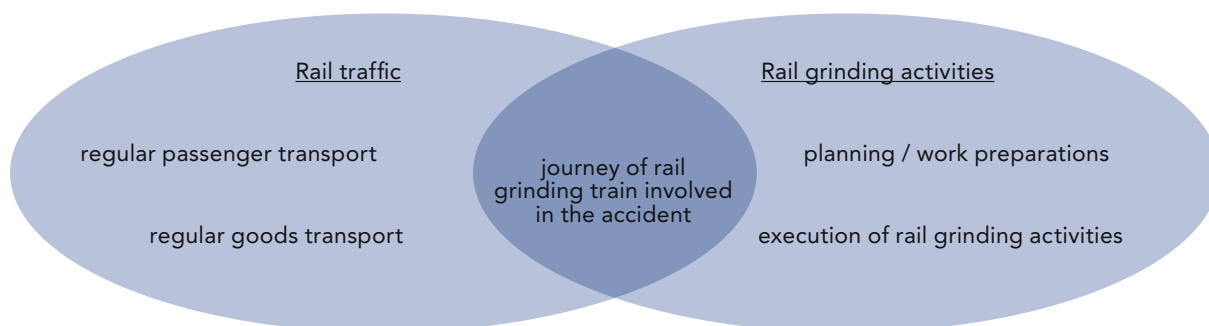 Rail traffic
regular passenger transport
regular goods transport
journey of rail
grinding train involved
in the accident
Rail grinding activities
planning / work preparations
execution of rail grinding activities